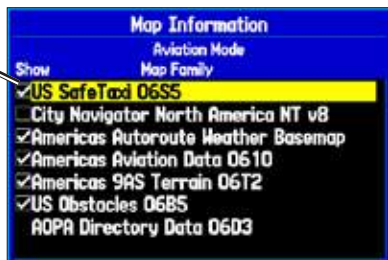 Map Information
Aviation Mode
Show Map Family
US SafeTaxi 06S5
City Navigator North America NT v8
Americas Autoroute Weather Basemap
Americas Aviation Data 0610
Americas 9AS Terrain 06T2
US Obstacles 06B5
AOPA Directory Data 06D3